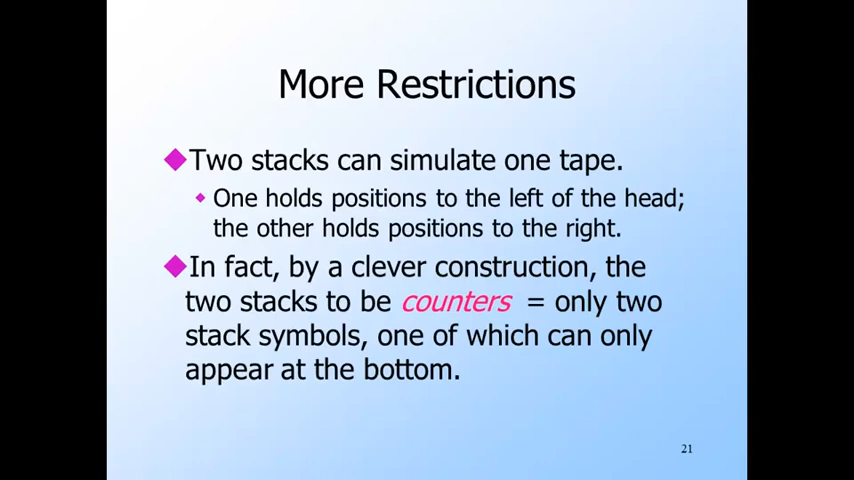 More Restrictions
Two stacks can simulate one tape.
One holds positions to the left of the head;
the other holds positions to the right.
In fact, by a clever construction, the
two stacks to be counters = only two
stack symbols, one of which can only
appear at the bottom.
21